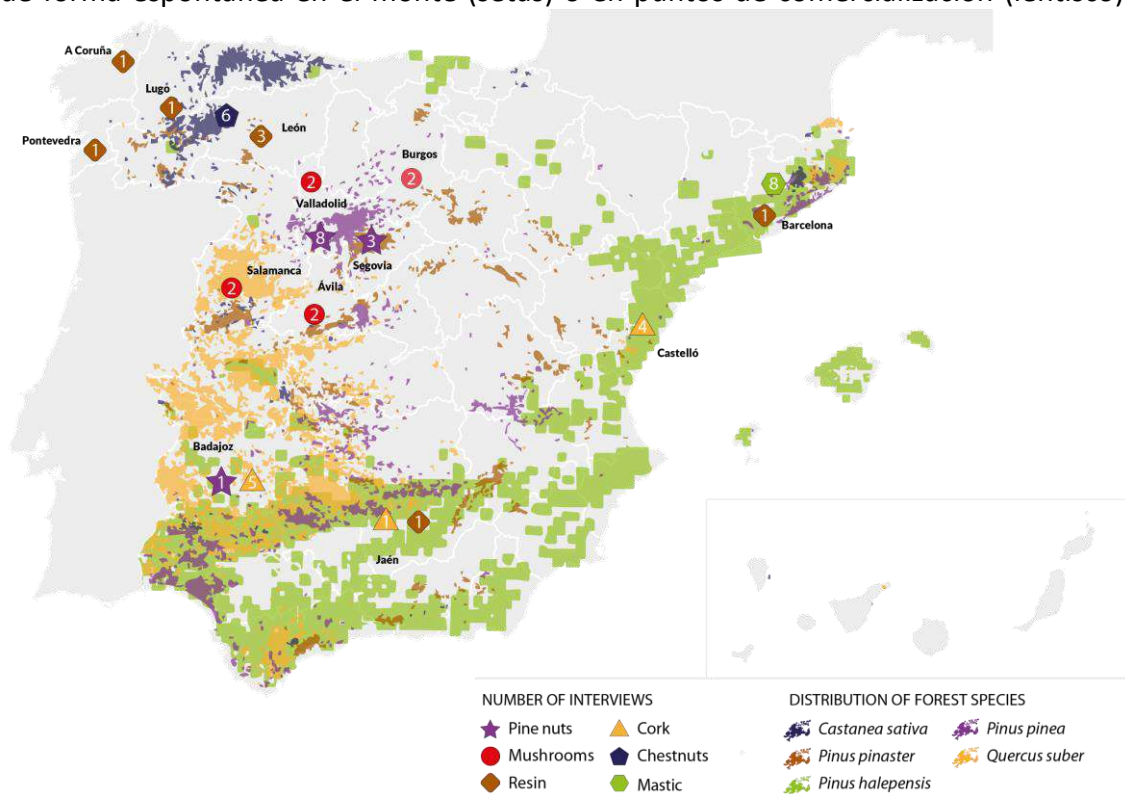 de forma espontánea en el monte (setas) o en puntos de comercialización (lentisco)
A Coruña
1
Lugo
1
6
Pontevedra
1
3
León
Burgos
2
2
Valladolid
8
3
Segovia
8
1
Barcelona
Salamanca
2
Ávila
2
4
Castelló
Badajoz
1
5
1
1
Jaén
NUMBER OF INTERVIEWS
Pine nuts
Cork
Mushrooms
Chestnuts
Resin
Mastic
DISTRIBUTION OF FOREST SPECIES
Castanea sativa
Pinus pinea
Pinus pinaster
Quercus suber
Pinus halepensis